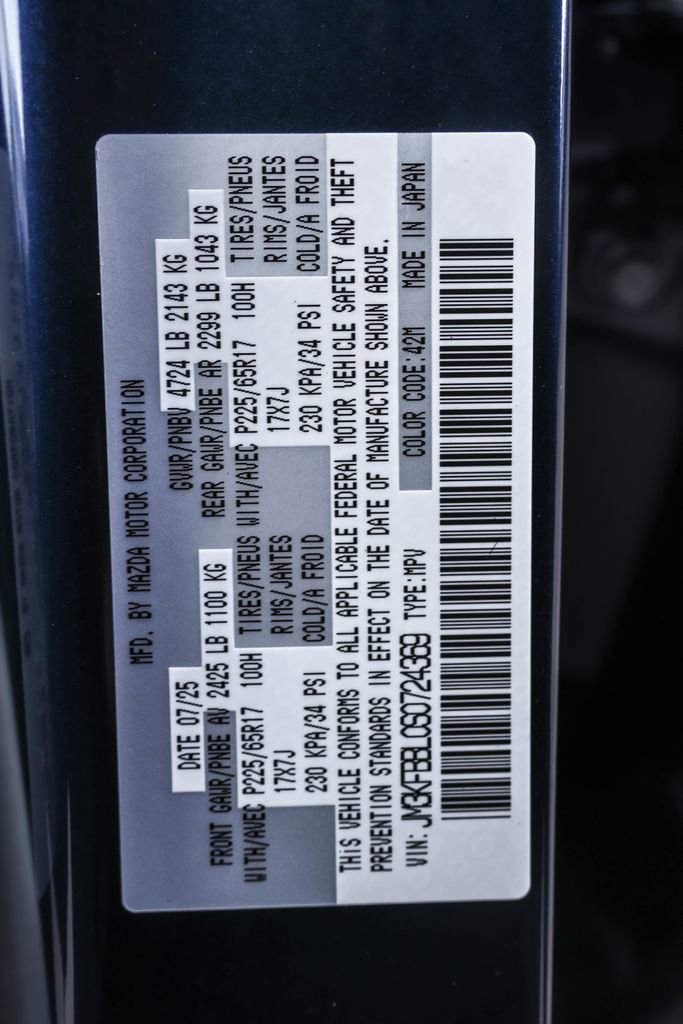 MFD. BY MAZDA MOTOR CORPORATION
DATE 07/25 GVWR/PNBV 4724 LB 2143 KG
FRONT GAWR/PNBE AV 2425 LB 1100 KG REAR GAWR/PNBE AR 2299 LB 1043 KG
WITH/AVEC P225/65R17 100H TIRES/PNEUS WITH/AVEC P225/65R17 100H TIRES/PNEUS
17X7J RIMS/JANTES 17X7J RIMS/JANTES
230 KPA/34 PSI COLD/A FROID 230 KPA/34 PSI COLD/A FROID
THIS VEHICLE CONFORMS TO ALL APPLICABLE FEDERAL MOTOR VEHICLE SAFETY AND THEFT
PREVENTION STANDARDS IN EFFECT ON THE DATE OF MANUFACTURE SHOWN ABOVE.
VIN: JM3KFBBL0S0724369 TYPE:MPV COLOR CODE:42M MADE IN JAPAN